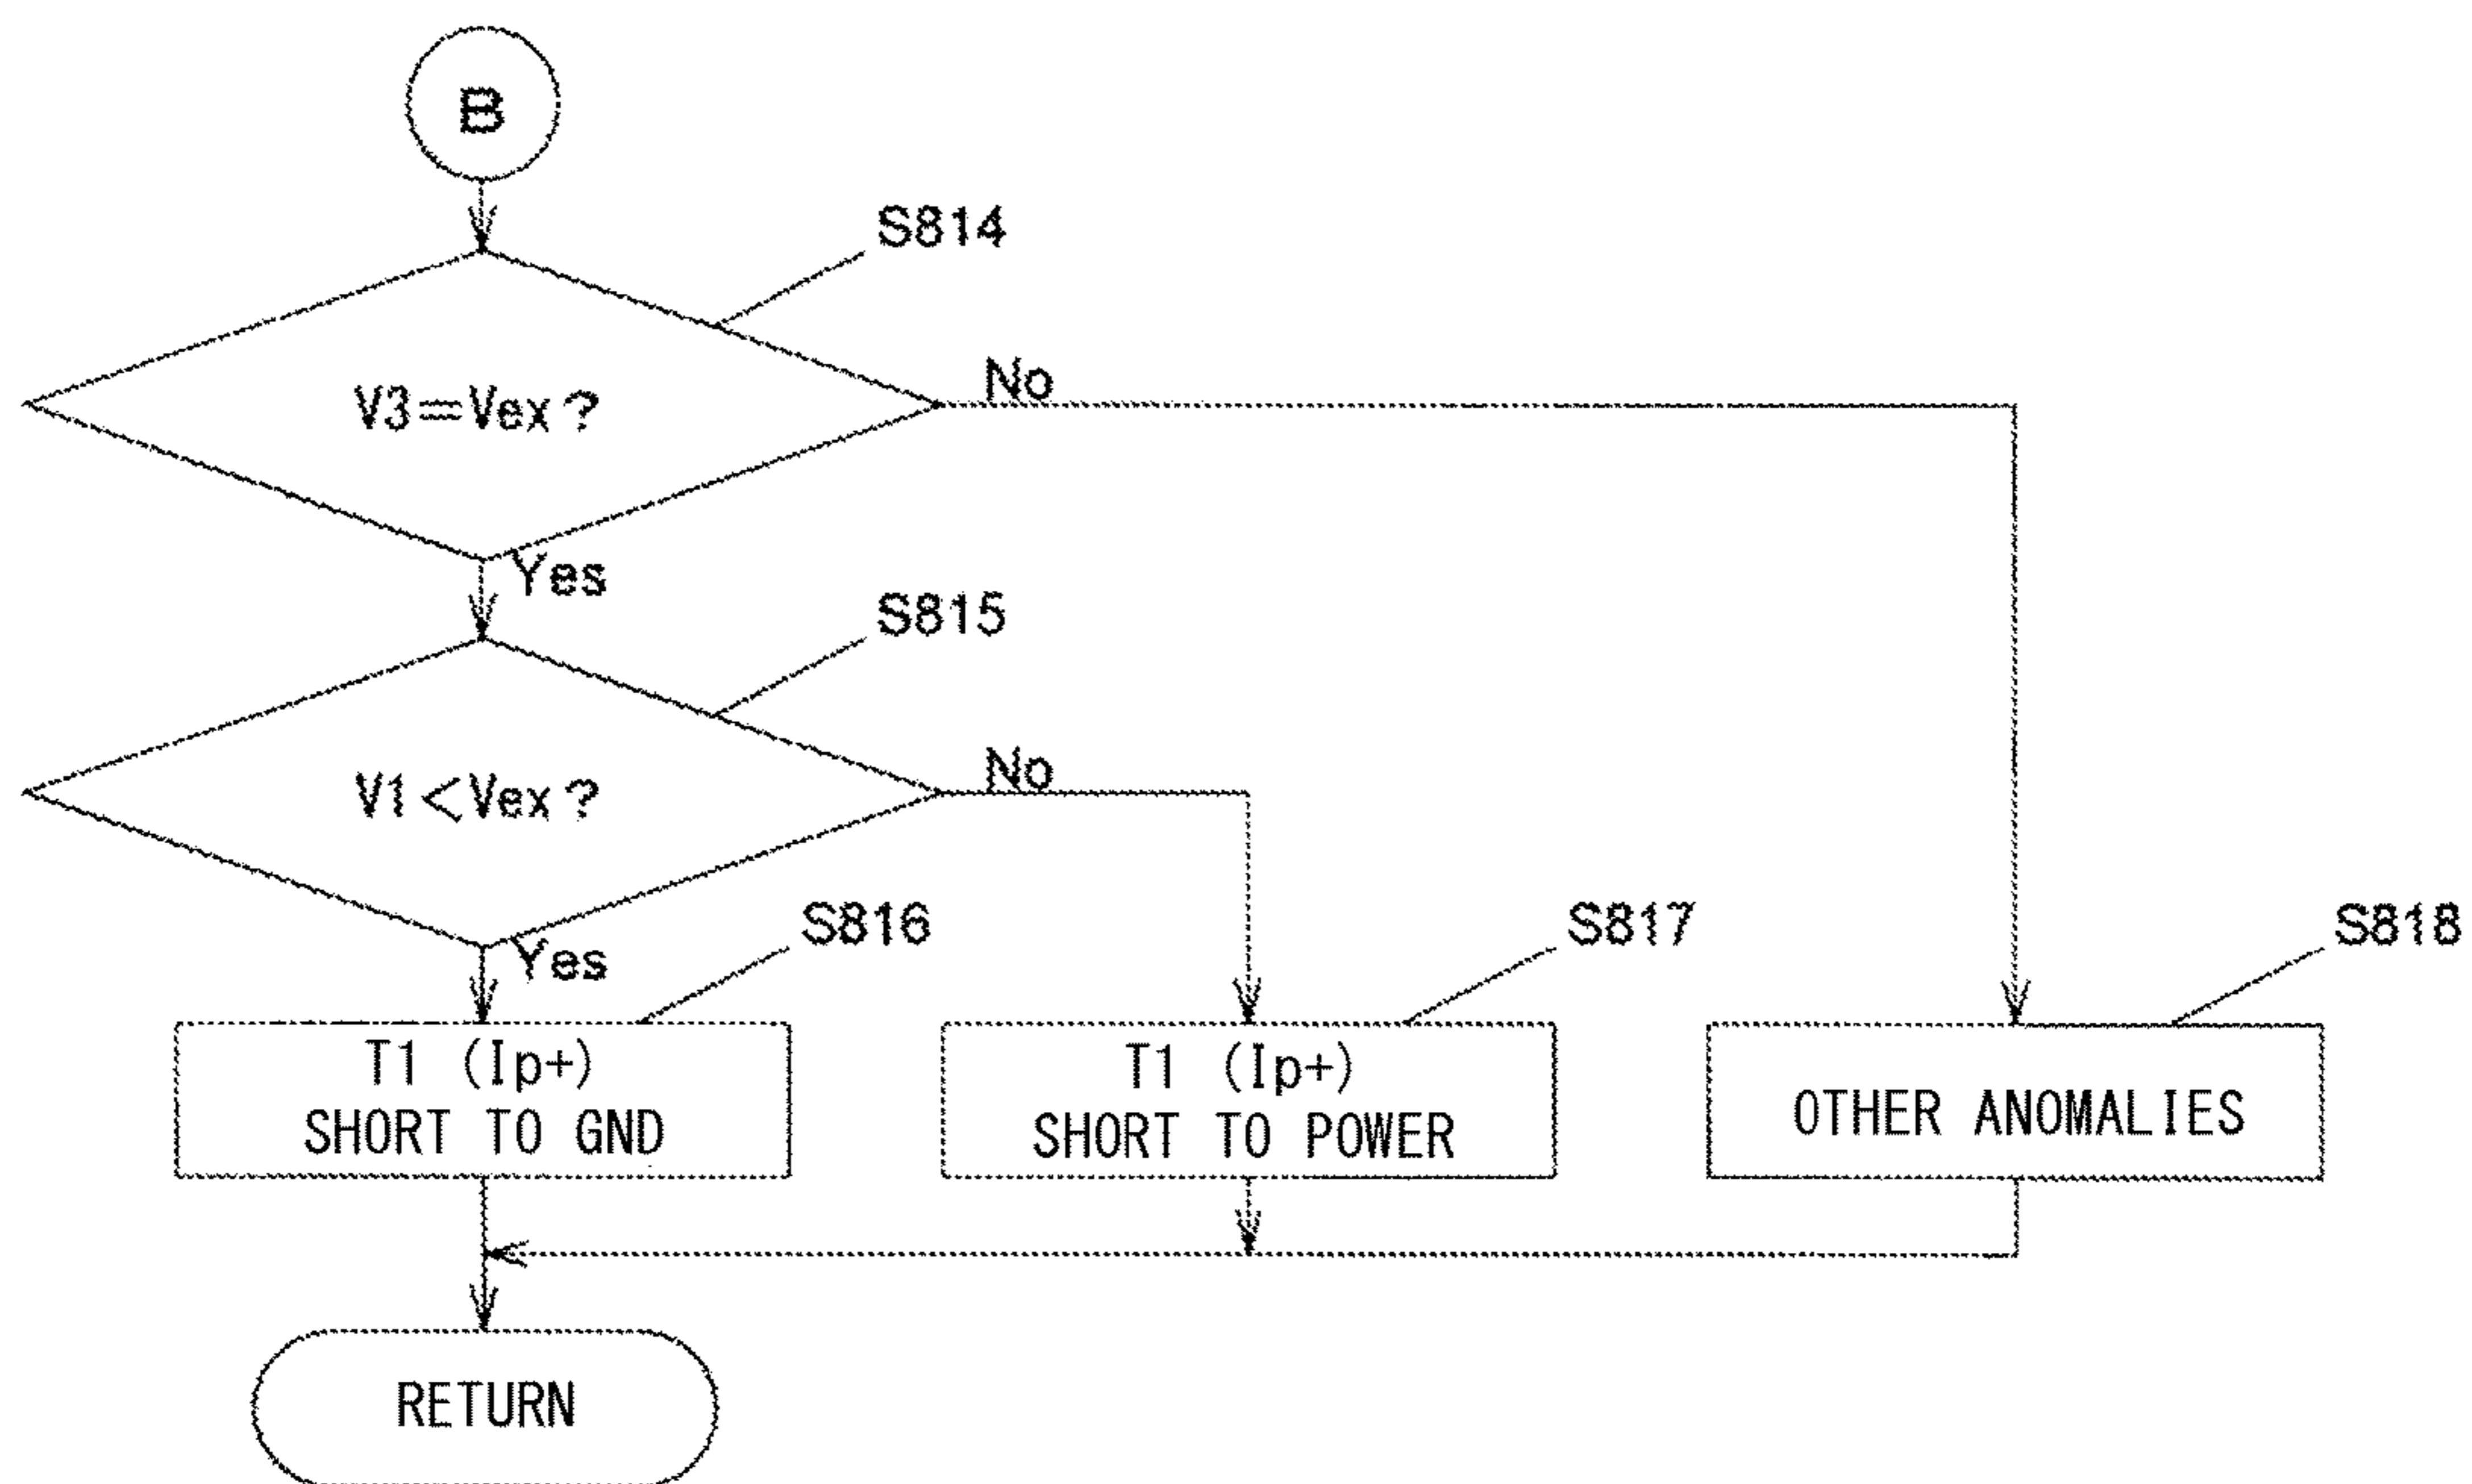 B
S814
V3=Vex?
No
Yes
S815
V1<Vex?
No
Yes
S816
S817
S818
T1 (Ip+)
SHORT TO GND
T1 (Ip+)
SHORT TO POWER
OTHER ANOMALIES
RETURN